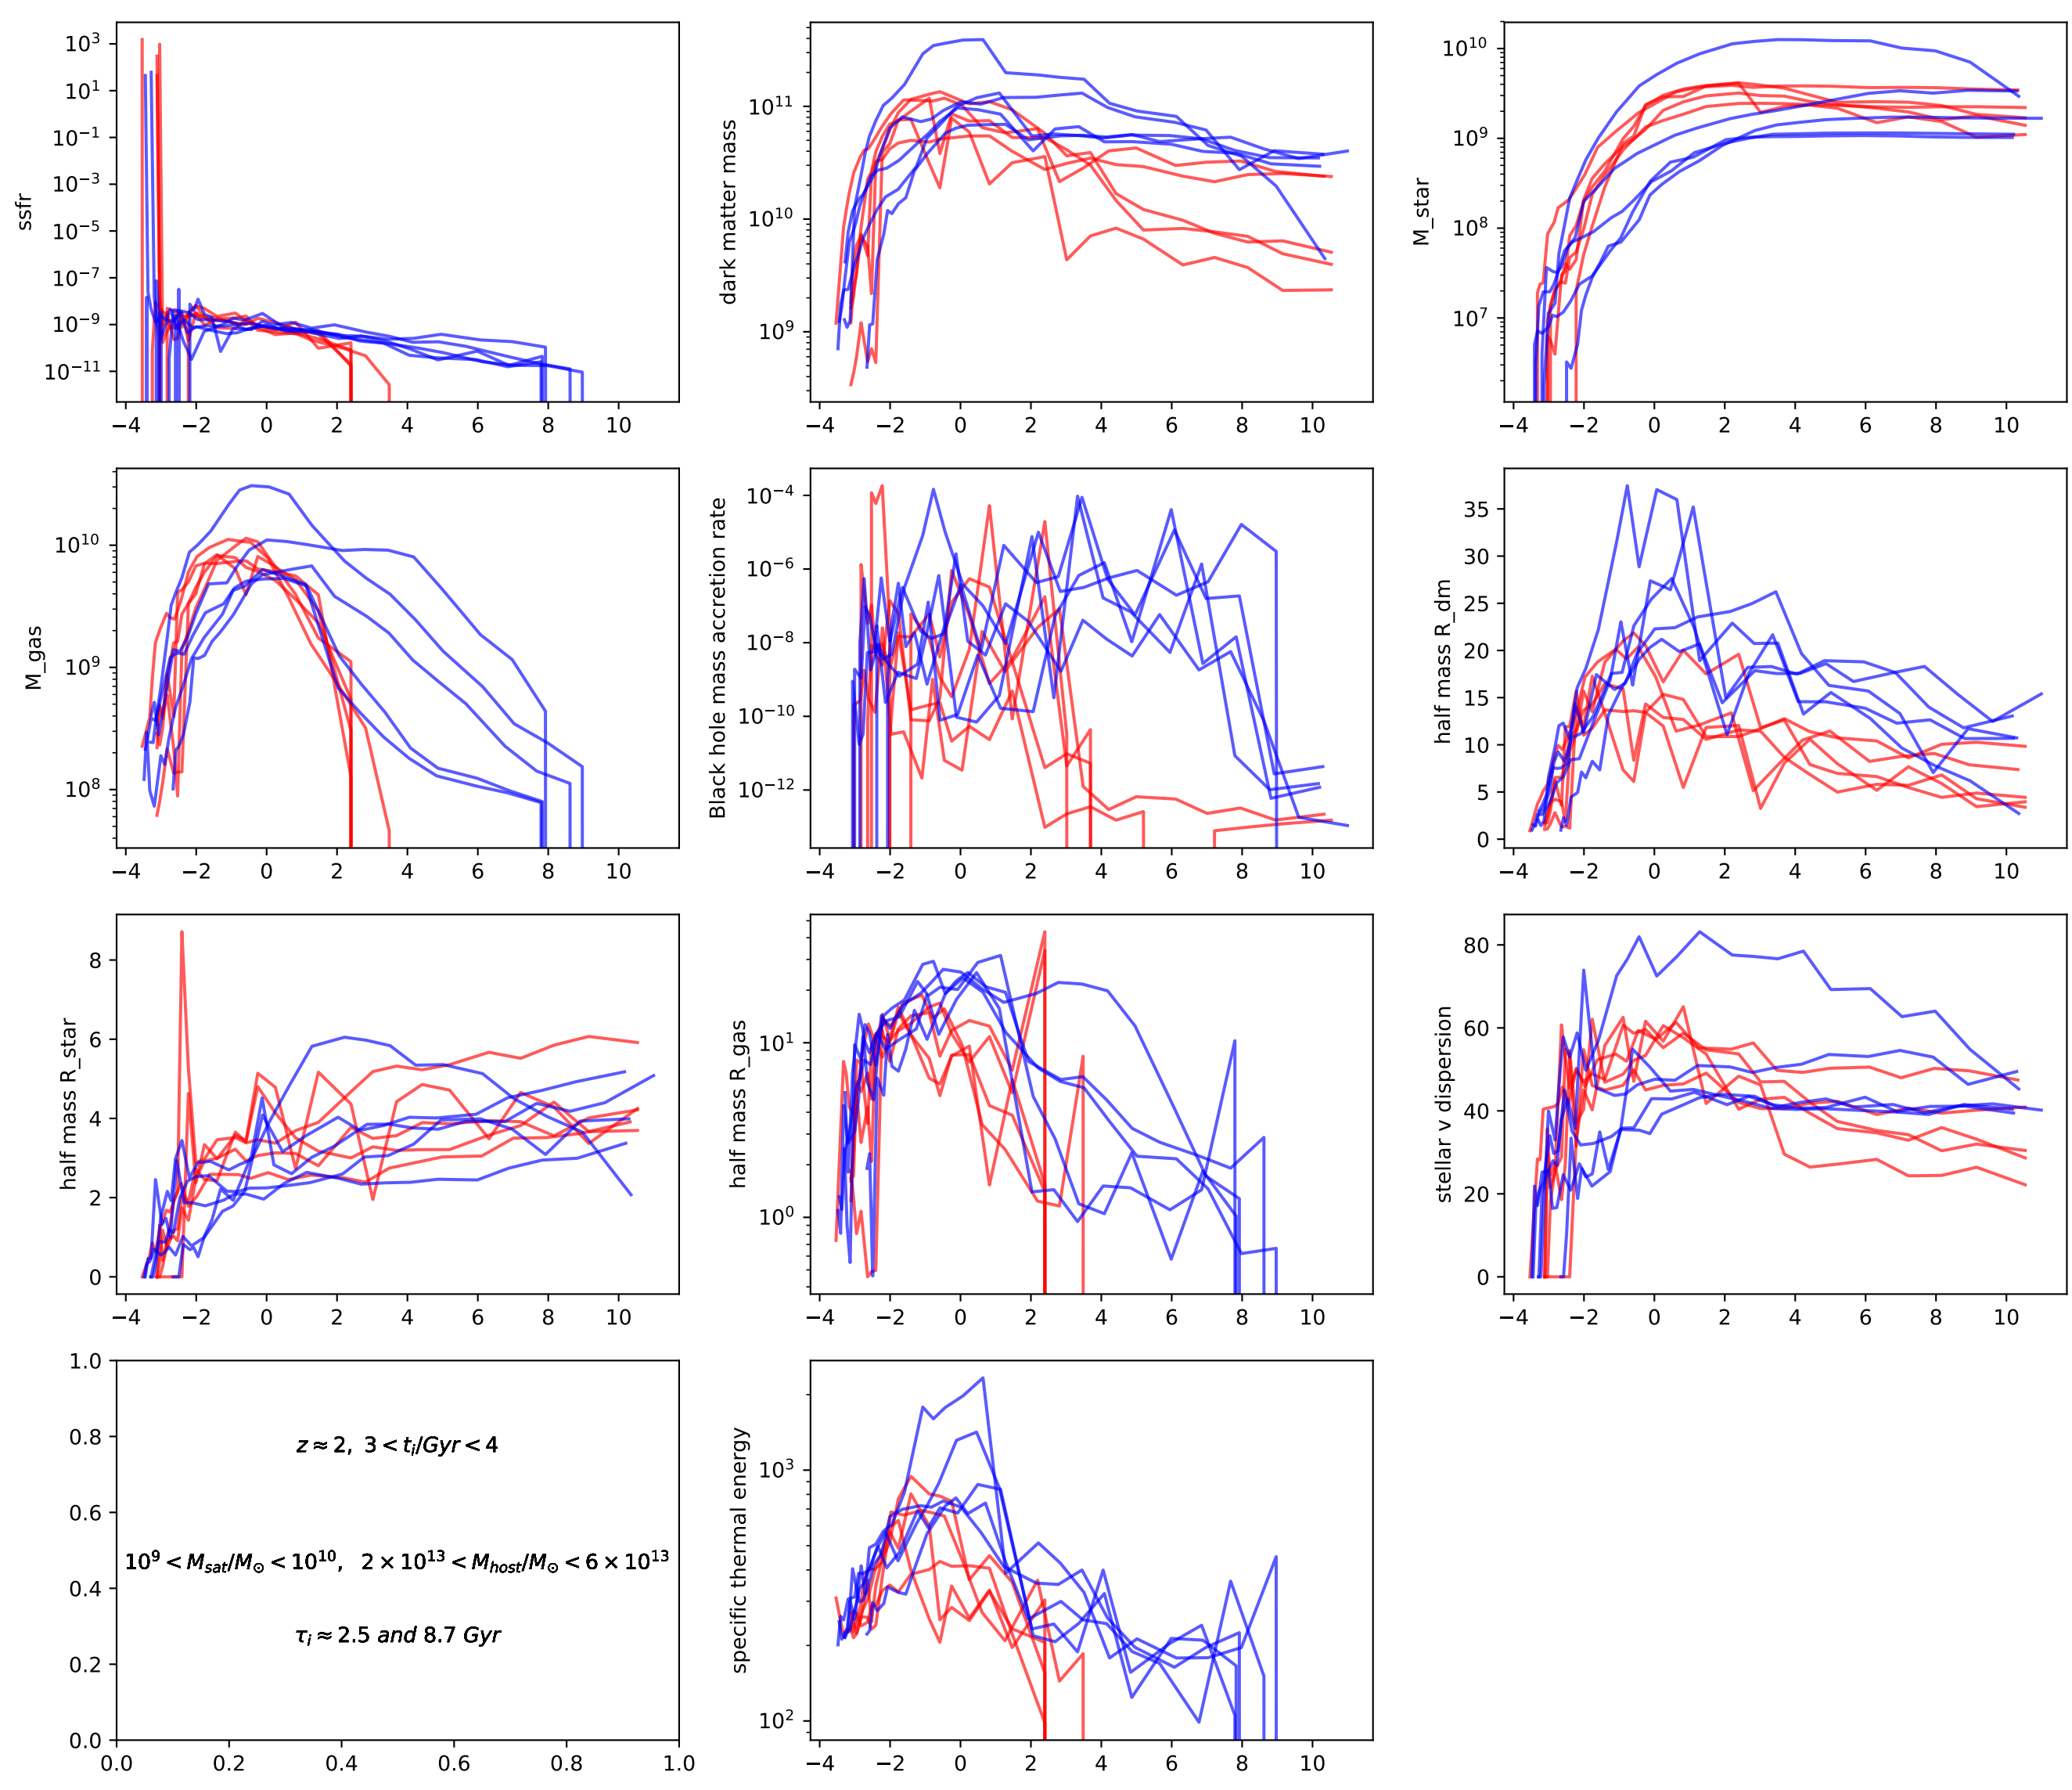 ssfr
10^3
10^1
10^−1
10^−3
10^−5
10^−7
10^−9
10^−11
−4 −2 0 2 4 6 8 10
dark matter mass
10^11
10^10
10^9
−4 −2 0 2 4 6 8 10
M_star
10^10
10^9
10^8
10^7
−4 −2 0 2 4 6 8 10
M_gas
10^10
10^9
10^8
−4 −2 0 2 4 6 8 10
Black hole mass accretion rate
10^−4
10^−6
10^−8
10^−10
10^−12
−4 −2 0 2 4 6 8 10
half mass R_dm
35
30
25
20
15
10
5
0
−4 −2 0 2 4 6 8 10
half mass R_star
8
6
4
2
0
−4 −2 0 2 4 6 8 10
half mass R_gas
10^1
10^0
−4 −2 0 2 4 6 8 10
stellar v dispersion
80
60
40
20
0
−4 −2 0 2 4 6 8 10
1.0
0.8
0.6
0.4
0.2
0.0
z ≈ 2, 3 < t_i/Gyr < 4
10^9 < M_sat/M_⊙ < 10^10, 2 × 10^13 < M_host/M_⊙ < 6 × 10^13
τ_i ≈ 2.5 and 8.7 Gyr
0.0 0.2 0.4 0.6 0.8 1.0
specific thermal energy
10^3
10^2
−4 −2 0 2 4 6 8 10